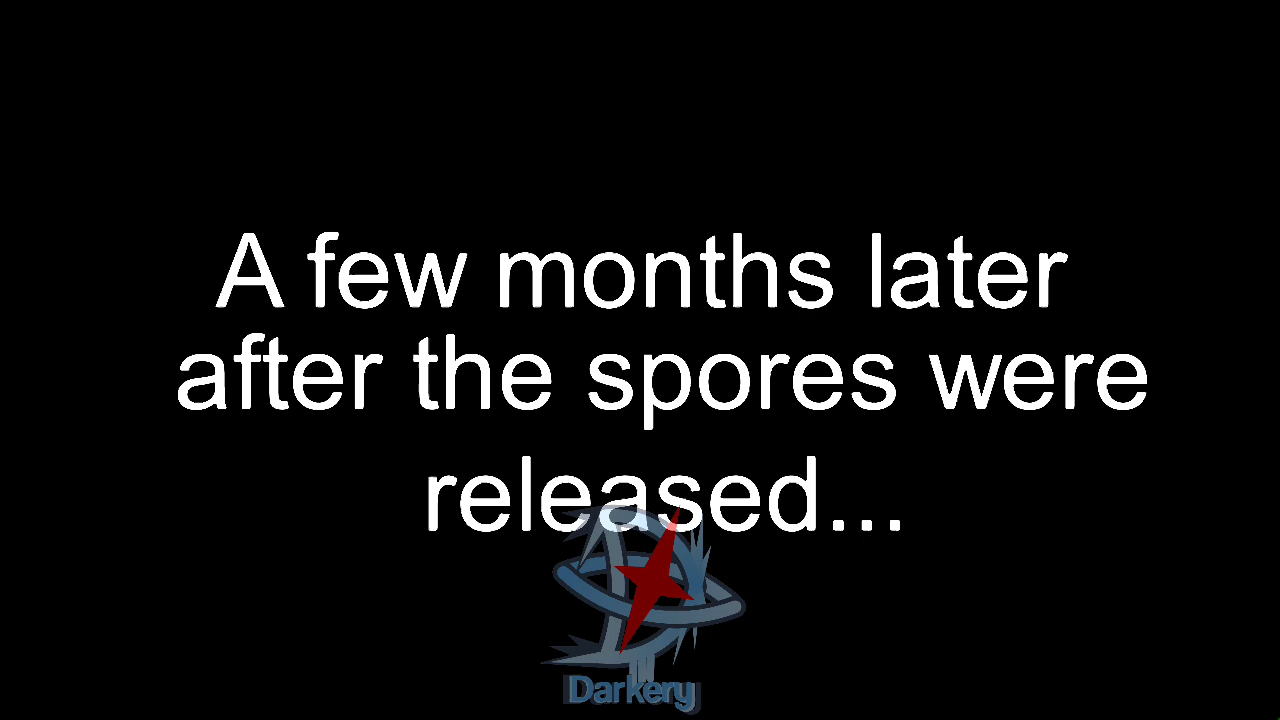 A few months later
after the spores were
released...
Darkery